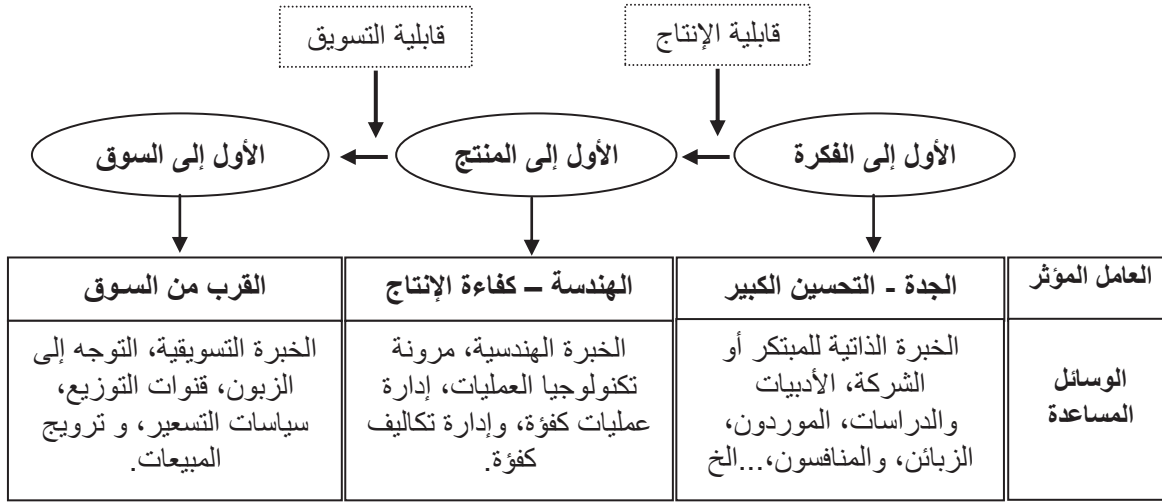 قابلية الإنتاج
قابلية التسويق
الأول إلى الفكرة
الأول إلى المنتج
الأول إلى السوق
العامل المؤثر
الجدة - التحسين الكبير
الهندسة – كفاءة الإنتاج
القرب من السوق
الوسائل
المساعدة
الخبرة الذاتية للمبتكر أو
الشركة، الأدبيات
والدراسات، الموردون،
الزبائن، والمنافسون،...الخ
الخبرة الهندسية، مرونة
تكنولوجيا العمليات، إدارة
عمليات كفؤة، وإدارة تكاليف
كفؤة.
الخبرة التسويقية، التوجه إلى
الزبون، قنوات التوزيع،
سياسات التسعير، و ترويج
المبيعات.